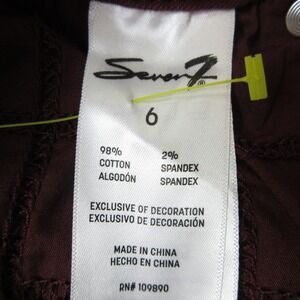 Seven7®
6
98% 2%
COTTON SPANDEX
ALGODÓN SPANDEX
EXCLUSIVE OF DECORATION
EXCLUSIVO DE DECORACIÓN
MADE IN CHINA
HECHO EN CHINA
RN# 109890